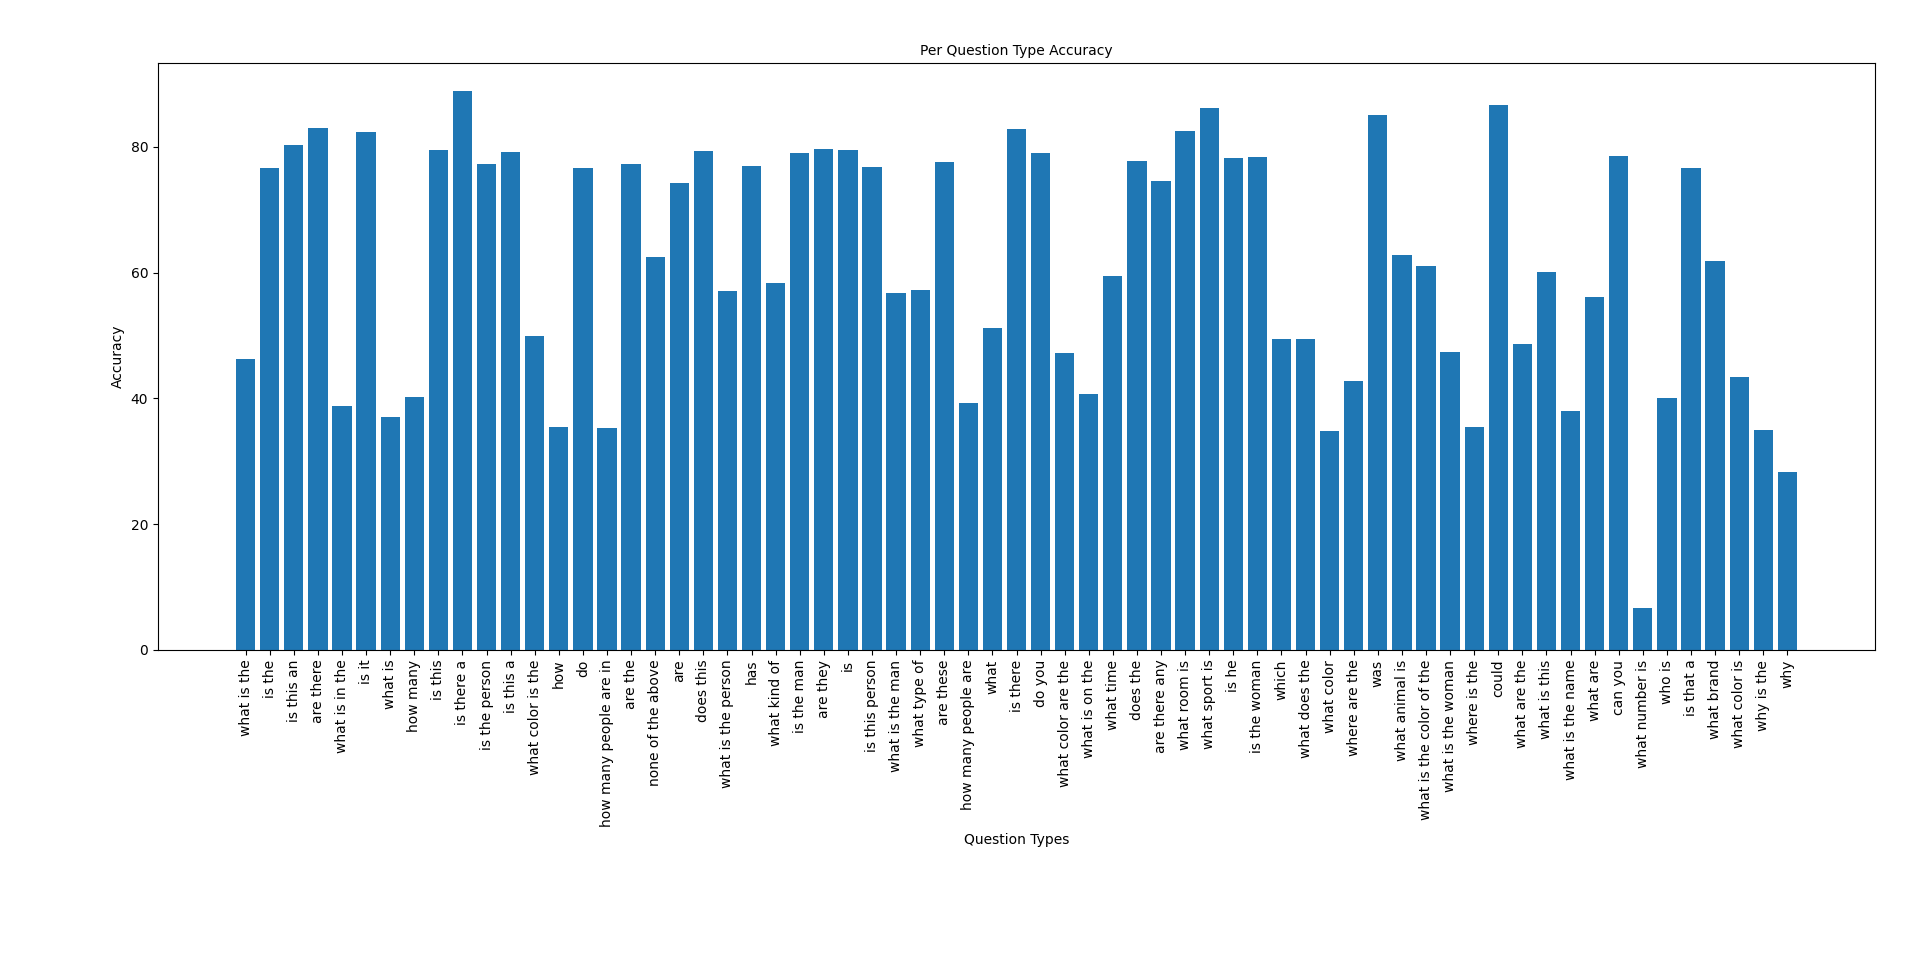 Per Question Type Accuracy
Accuracy
80
60
40
20
0
what is the
is the
is this an
are there
what is in the
is it
what is
how many
is this
is there a
is the person
is this a
what color is the
how
do
how many people are in
are the
none of the above
are
does this
what is the person
has
what kind of
is the man
are they
is
is this person
what is the man
what type of
are these
how many people are
what
is there
do you
what color are the
what is on the
what time
does the
are there any
what room is
what sport is
is he
is the woman
which
what does the
what color
where are the
was
what animal is
what is the color of the
what is the woman
where is the
could
what are the
what is this
what is the name
what are
can you
what number is
who is
is that a
what brand
what color is
why is the
why
Question Types